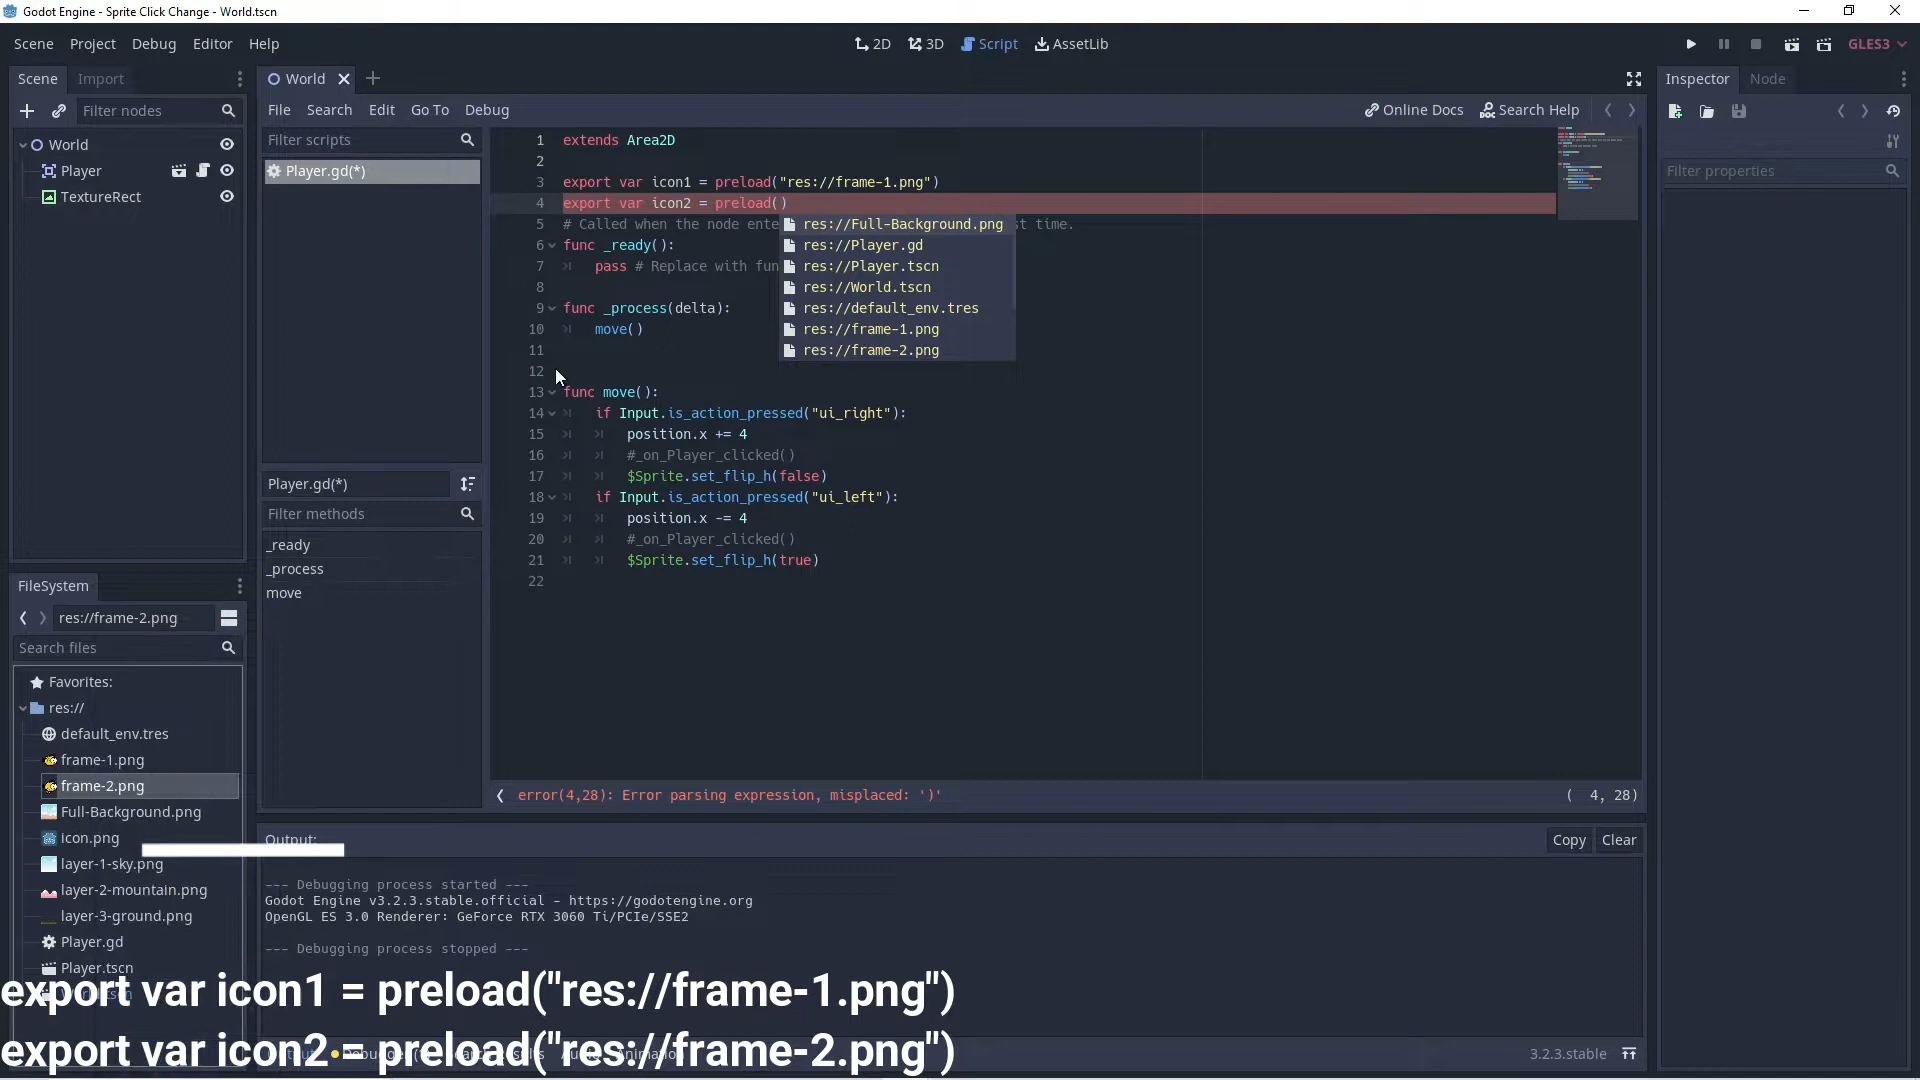 Godot Engine - Sprite Click Change - World.tscn
Scene Project Debug Editor Help
2D 3D Script AssetLib
GLES3
Scene Import
World
Inspector Node
Filter nodes
File Search Edit Go To Debug
Online Docs Search Help
World
Player
TextureRect
Filter scripts
Player.gd(*)
Filter properties
1 extends Area2D
2
3 export var icon1 = preload("res://frame-1.png")
4 export var icon2 = preload()
5 # Called when the node ente st time.
6 func _ready():
7 pass # Replace with fun
8
9 func _process(delta):
10 move()
11
12
13 func move():
14 if Input.is_action_pressed("ui_right"):
15 position.x += 4
16 #_on_Player_clicked()
17 $Sprite.set_flip_h(false)
18 if Input.is_action_pressed("ui_left"):
19 position.x -= 4
20 #_on_Player_clicked()
21 $Sprite.set_flip_h(true)
22
res://Full-Background.png
res://Player.gd
res://Player.tscn
res://World.tscn
res://default_env.tres
res://frame-1.png
res://frame-2.png
Player.gd(*)
Filter methods
_ready
_process
move
FileSystem
res://frame-2.png
Search files
Favorites:
res://
default_env.tres
frame-1.png
frame-2.png
Full-Background.png
icon.png
layer-1-sky.png
layer-2-mountain.png
layer-3-ground.png
Player.gd
Player.tscn
error(4,28): Error parsing expression, misplaced: ')'
( 4, 28)
Output:
Copy Clear
--- Debugging process started ---
Godot Engine v3.2.3.stable.official - https://godotengine.org
OpenGL ES 3.0 Renderer: GeForce RTX 3060 Ti/PCIe/SSE2
--- Debugging process stopped ---
export var icon1 = preload("res://frame-1.png")
export var icon2 = preload("res://frame-2.png")
3.2.3.stable